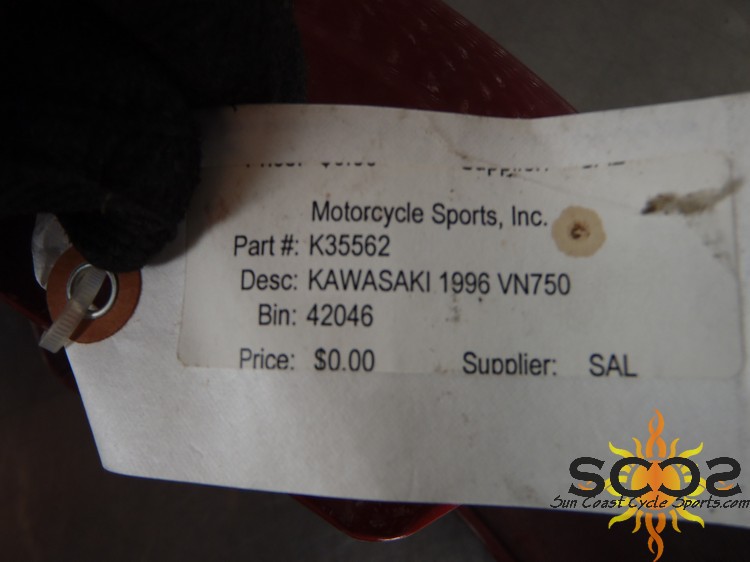 Motorcycle Sports, Inc.
Part #: K35562
Desc: KAWASAKI 1996 VN750
Bin: 42046
Price: $0.00 Supplier: SAL
SCCS
Sun Coast Cycle Sports.com